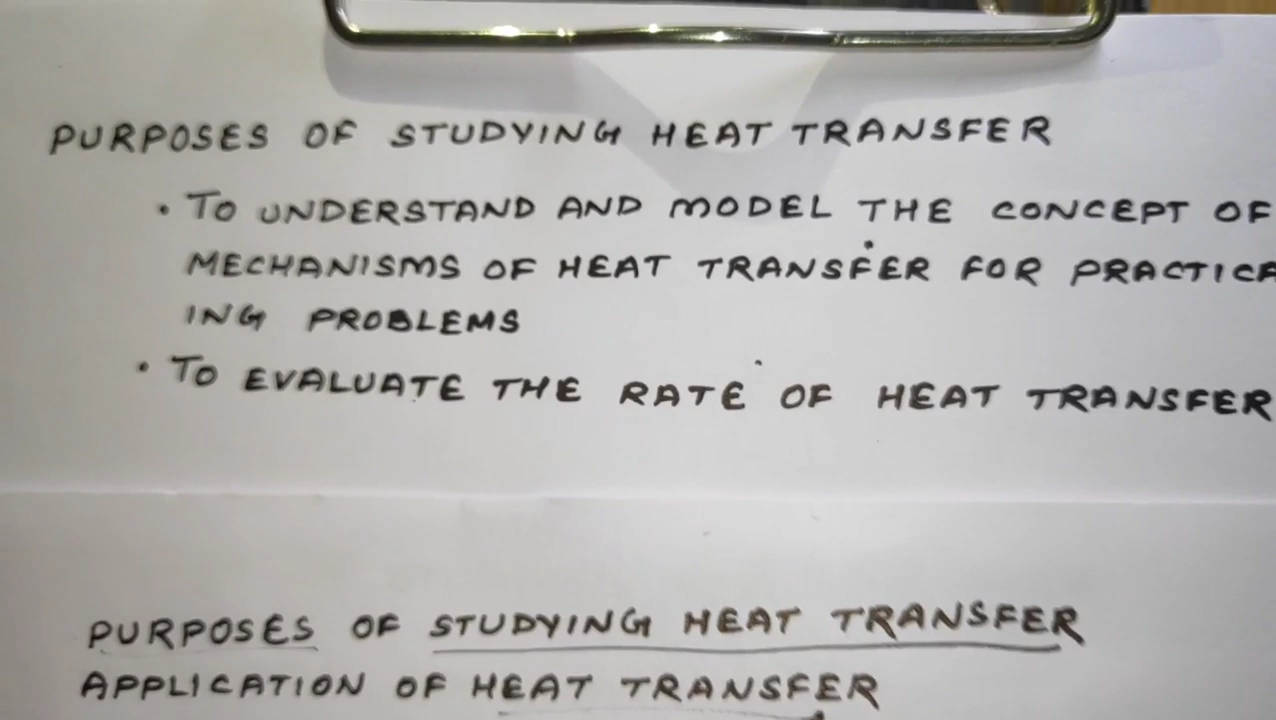 PURPOSES OF STUDYING HEAT TRANSFER
• TO UNDERSTAND AND MODEL THE CONCEPT OF
MECHANISMS OF HEAT TRANSFER FOR PRACTICA
ING PROBLEMS
• TO EVALUATE THE RATE OF HEAT TRANSFER
PURPOSES OF STUDYING HEAT TRANSFER
APPLICATION OF HEAT TRANSFER